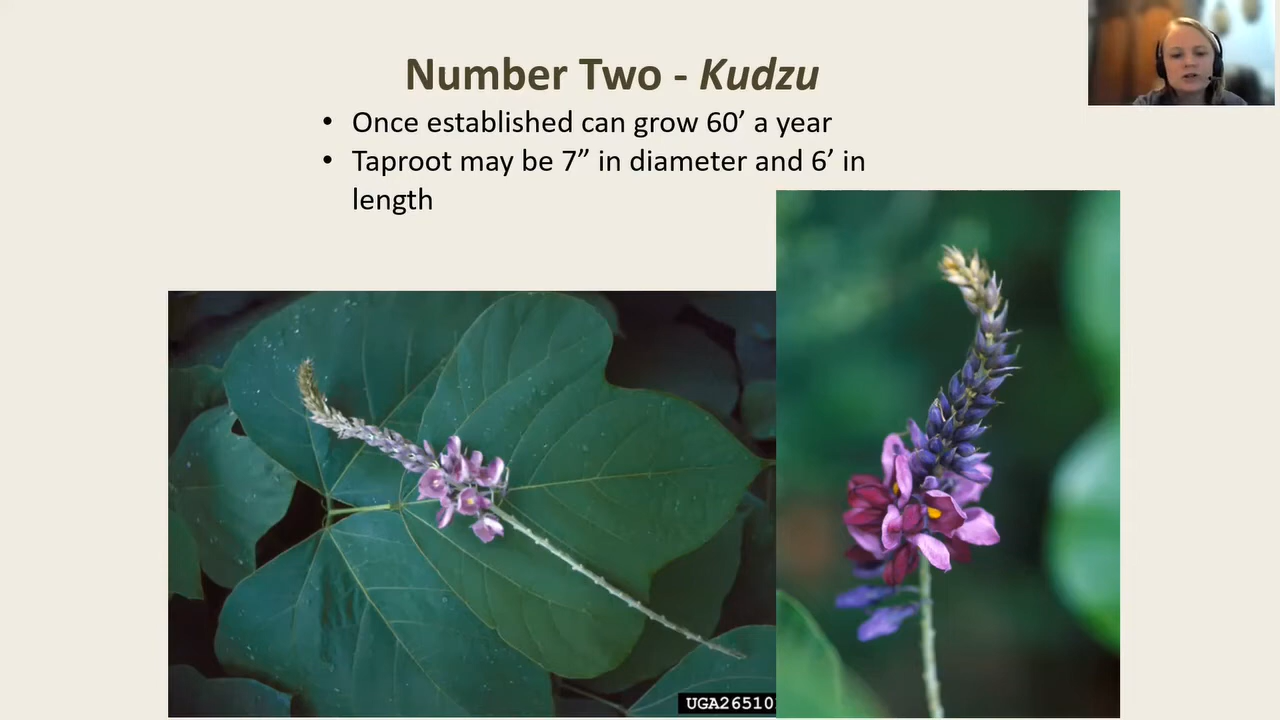 Number Two - Kudzu
• Once established can grow 60’ a year
• Taproot may be 7” in diameter and 6’ in
length
UGA26510